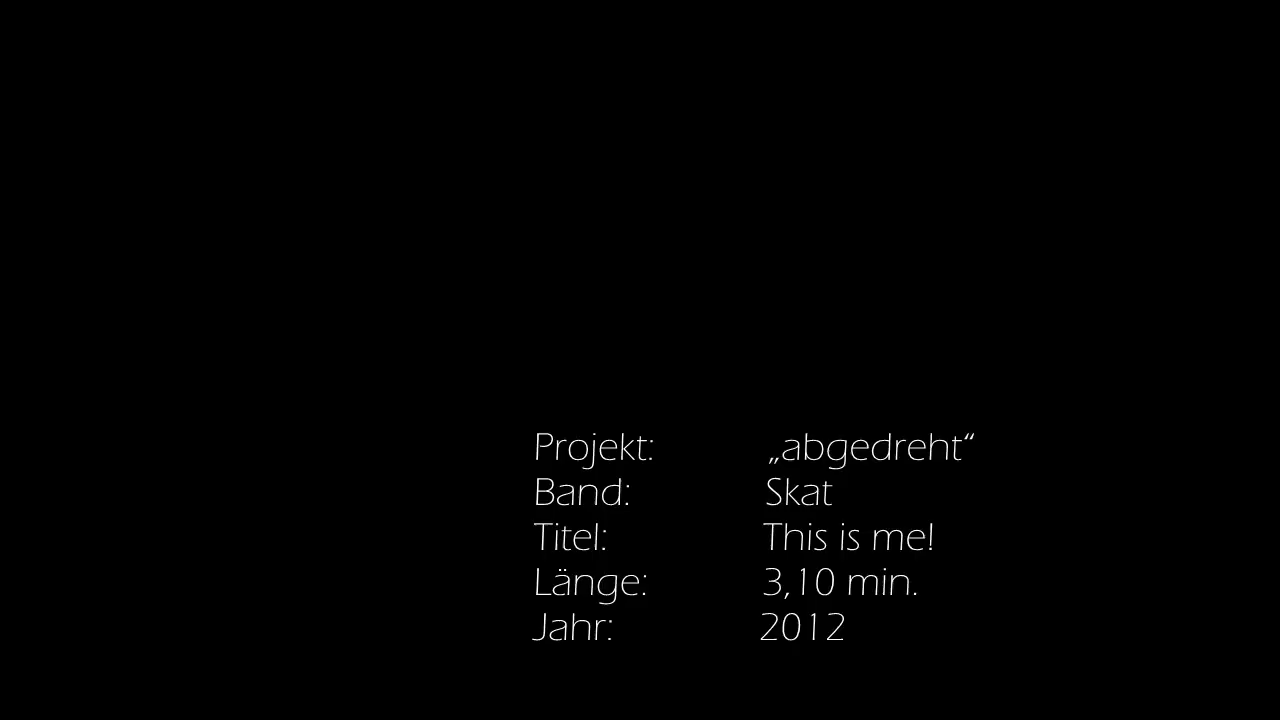 Projekt: „abgedreht“
Band: Skat
Titel: This is me!
Länge: 3,10 min.
Jahr: 2012